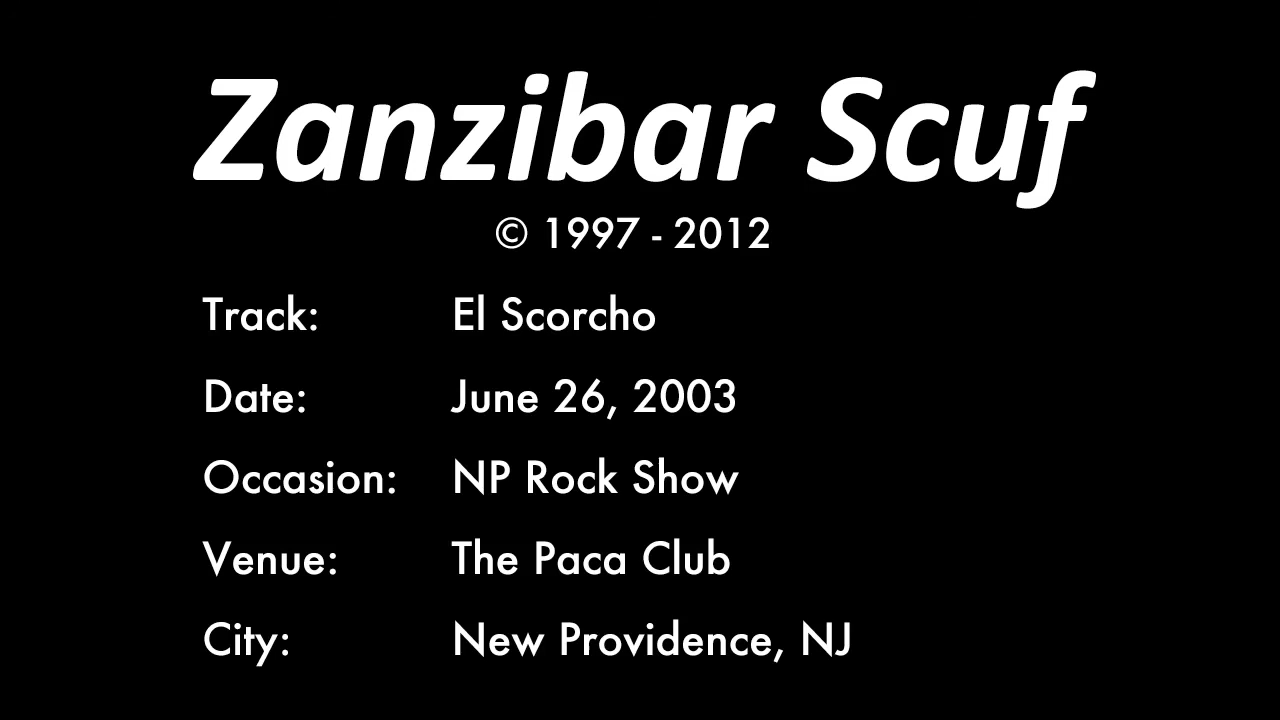 Zanzibar Scuf
© 1997 - 2012
Track: El Scorcho
Date: June 26, 2003
Occasion: NP Rock Show
Venue: The Paca Club
City: New Providence, NJ